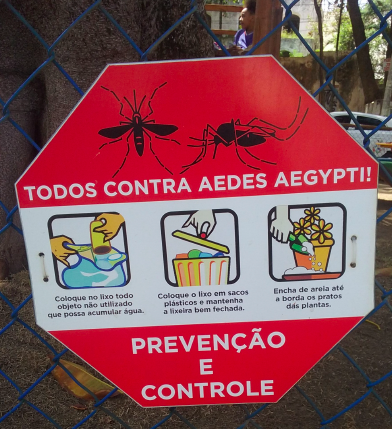 TODOS CONTRA AEDES AEGYPTI!
Coloque no lixo todo
objeto não utilizado
que possa acumular água.
Coloque o lixo em sacos
plásticos e mantenha
a lixeira bem fechada.
Encha de areia até
a borda os pratos
dás plantas.
PREVENÇÃO
E
CONTROLE